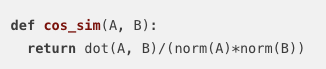 def cos_sim(A, B):
  return dot(A, B)/(norm(A)*norm(B))